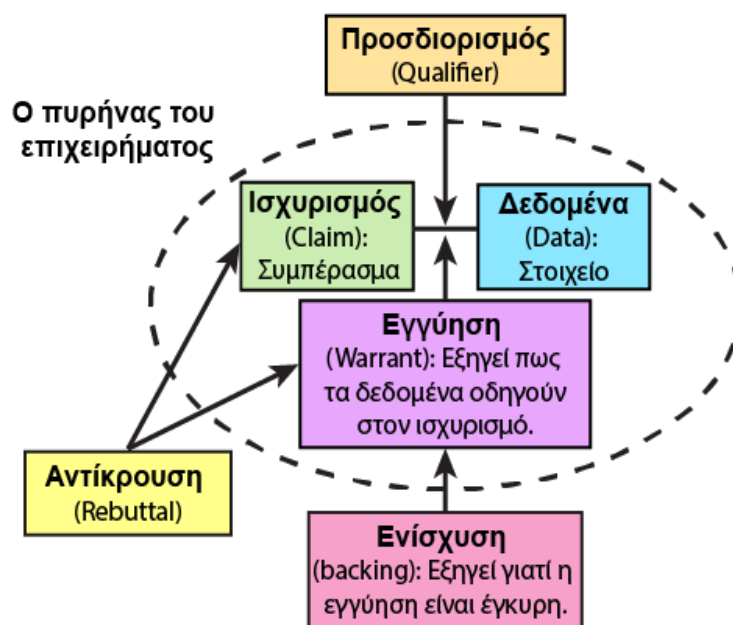 Προσδιορισμός
(Qualifier)
Ο πυρήνας του
επιχειρήματος
Ισχυρισμός
(Claim):
Συμπέρασμα
Δεδομένα
(Data):
Στοιχείο
Εγγύηση
(Warrant): Εξηγεί πως
τα δεδομένα οδηγούν
στον ισχυρισμό.
Αντίκρουση
(Rebuttal)
Ενίσχυση
(backing): Εξηγεί γιατί η
εγγύηση είναι έγκυρη.